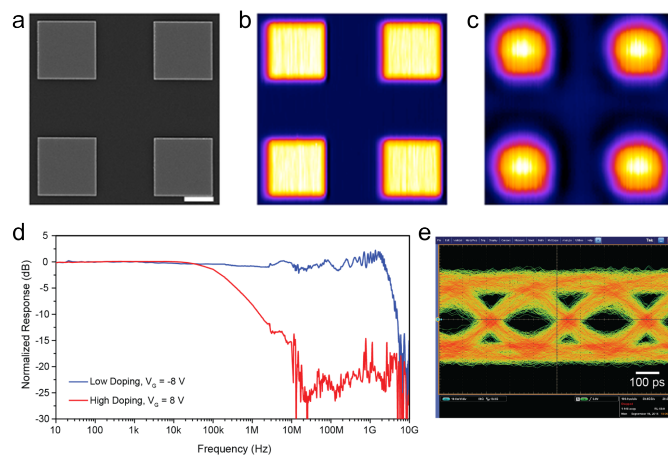 a
b
c
d
5
0
-5
-10
-15
-20
-25
-30
Normalized Response (dB)
Low Doping, V_G = -8 V
High Doping, V_G = 8 V
10
100
1k
10k
100k
1M
10M
100M
1G
10G
Frequency (Hz)
e
Tek
100 ps